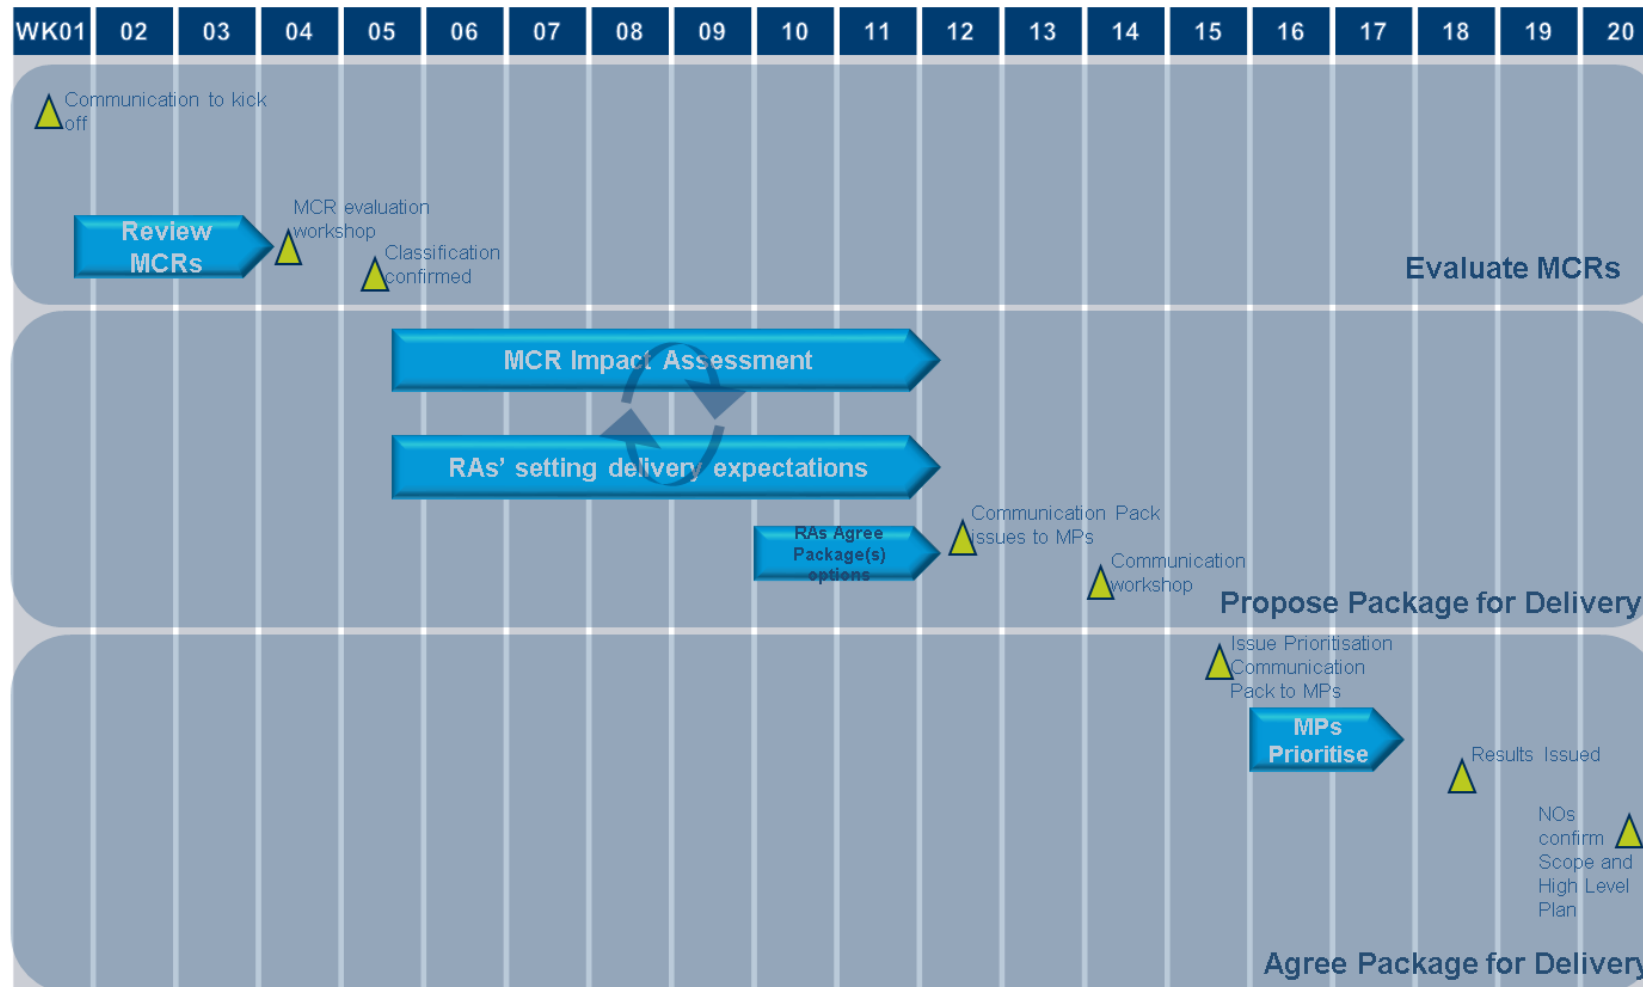 WK01 02 03 04 05 06 07 08 09 10 11 12 13 14 15 16 17 18 19 20
Communication to kick
off
Review
MCRs
MCR evaluation
workshop
Classification
confirmed
Evaluate MCRs
MCR Impact Assessment
RAs’ setting delivery expectations
RAs Agree
Package(s)
options
Communication Pack
issues to MPs
Communication
workshop
Propose Package for Delivery
Issue Prioritisation
Communication
Pack to MPs
MPs
Prioritise
Results Issued
NOs
confirm
Scope and
High Level
Plan
Agree Package for Delivery